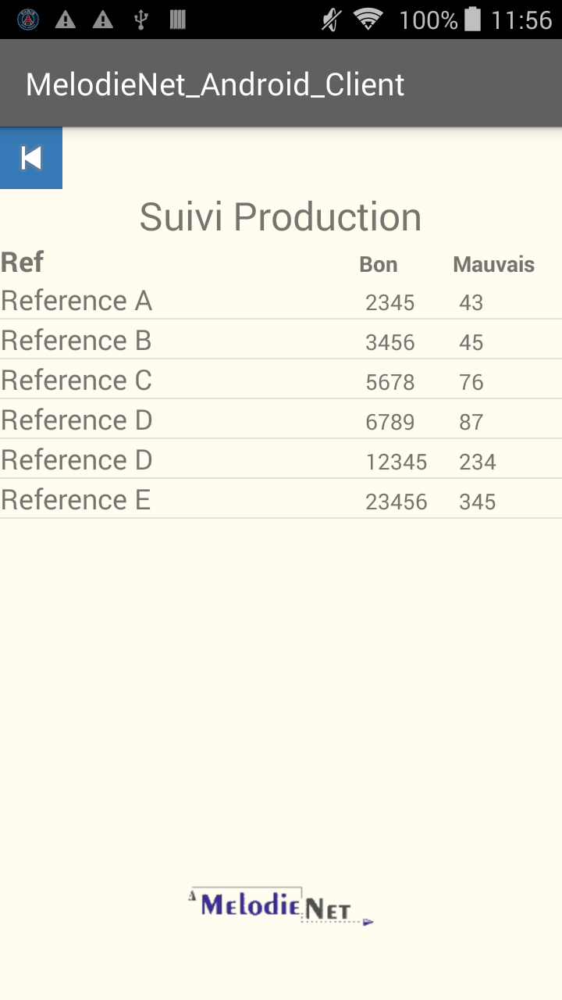 100% 11:56
MelodieNet_Android_Client
Suivi Production
Ref Bon Mauvais
Reference A 2345 43
Reference B 3456 45
Reference C 5678 76
Reference D 6789 87
Reference D 12345 234
Reference E 23456 345
MelodieNet